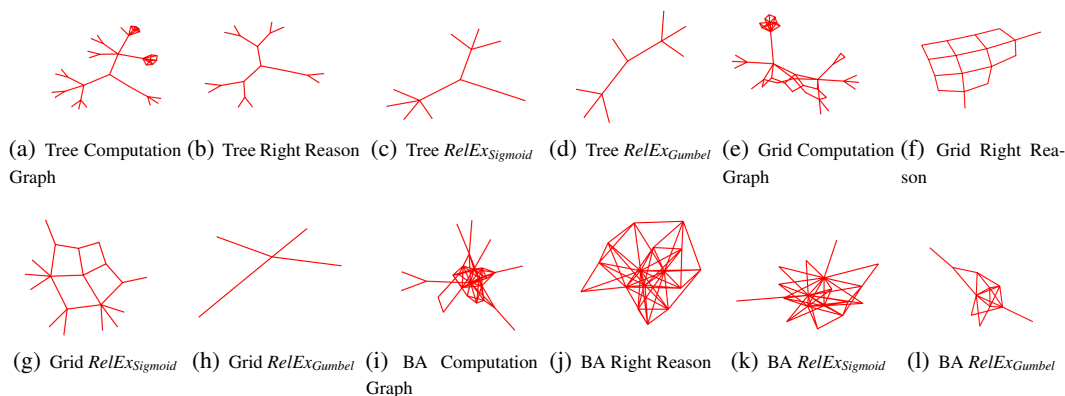 (a) Tree Computation Graph
(b) Tree Right Reason
(c) Tree RelEx_Sigmoid
(d) Tree RelEx_Gumbel
(e) Grid Computation Graph
(f) Grid Right Rea-
son
(g) Grid RelEx_Sigmoid
(h) Grid RelEx_Gumbel
(i) BA Computation Graph
(j) BA Right Reason
(k) BA RelEx_Sigmoid
(l) BA RelEx_Gumbel